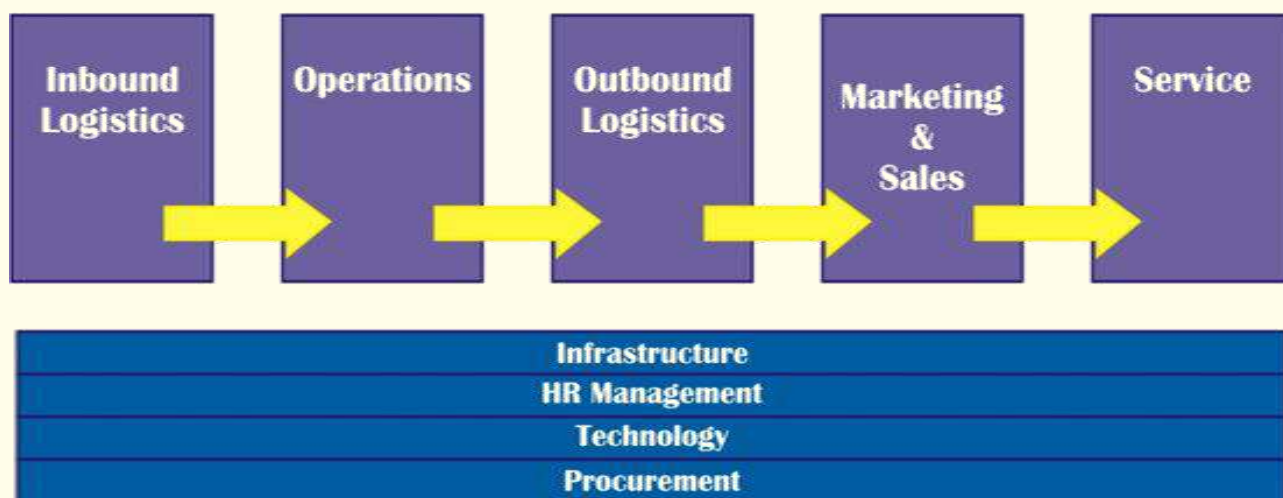 Inbound
Logistics
Operations
Outbound
Logistics
Marketing
&
Sales
Service
Infrastructure
HR Management
Technology
Procurement